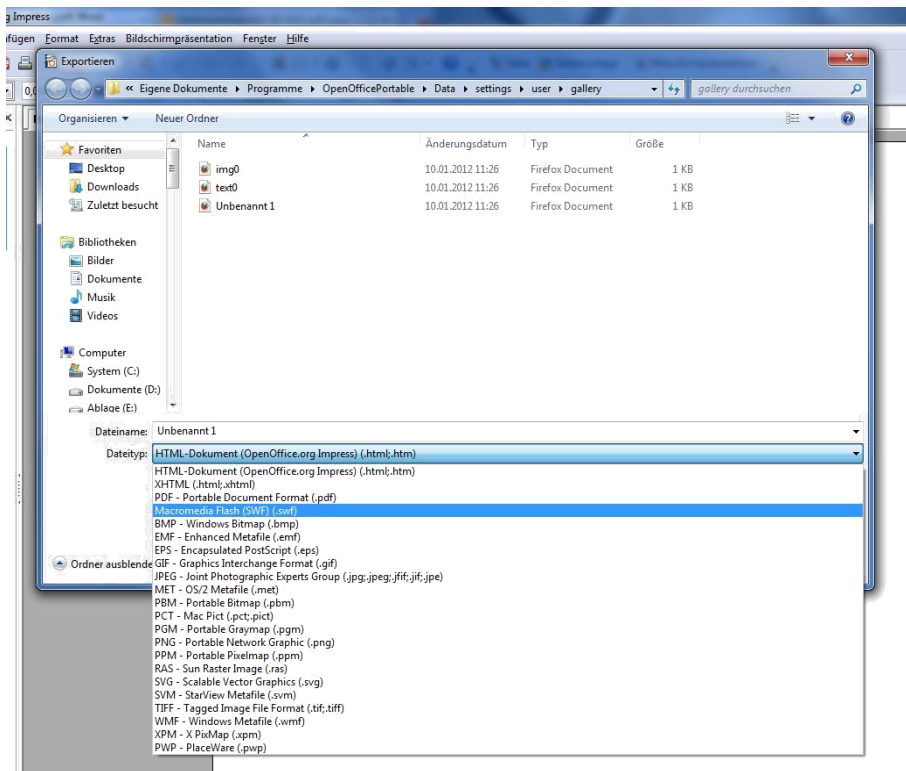 g Impress
nfügen Format Extras Bildschirmpräsentation Fenster Hilfe
Exportieren
0,0
« Eigene Dokumente ▸ Programme ▸ OpenOfficePortable ▸ Data ▸ settings ▸ user ▸ gallery
gallery durchsuchen
Organisieren Neuer Ordner
Favoriten
Desktop
Downloads
Zuletzt besucht
Bibliotheken
Bilder
Dokumente
Musik
Videos
Computer
System (C:)
Dokumente (D:)
Ablage (E:)
Name Änderungsdatum Typ Größe
img0 10.01.2012 11:26 Firefox Document 1 KB
text0 10.01.2012 11:26 Firefox Document 1 KB
Unbenannt 1 10.01.2012 11:26 Firefox Document 1 KB
Dateiname: Unbenannt 1
Dateityp: HTML-Dokument (OpenOffice.org Impress) (.html;.htm)
HTML-Dokument (OpenOffice.org Impress) (.html;.htm)
XHTML (.html;.xhtml)
PDF - Portable Document Format (.pdf)
Macromedia Flash (SWF) (.swf)
BMP - Windows Bitmap (.bmp)
EMF - Enhanced Metafile (.emf)
EPS - Encapsulated PostScript (.eps)
GIF - Graphics Interchange Format (.gif)
JPEG - Joint Photographic Experts Group (.jpg;.jpeg;.jfif;.jif;.jpe)
MET - OS/2 Metafile (.met)
PBM - Portable Bitmap (.pbm)
PCT - Mac Pict (.pct;.pict)
PGM - Portable Graymap (.pgm)
PNG - Portable Network Graphic (.png)
PPM - Portable Pixelmap (.ppm)
RAS - Sun Raster Image (.ras)
SVG - Scalable Vector Graphics (.svg)
SVM - StarView Metafile (.svm)
TIFF - Tagged Image File Format (.tif;.tiff)
WMF - Windows Metafile (.wmf)
XPM - X PixMap (.xpm)
PWP - PlaceWare (.pwp)
Ordner ausblende